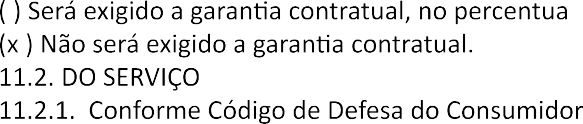 ( ) Será exigido a garantia contratual, no percentua
(x ) Não será exigido a garantia contratual.
11.2. DO SERVIÇO
11.2.1. Conforme Código de Defesa do Consumidor